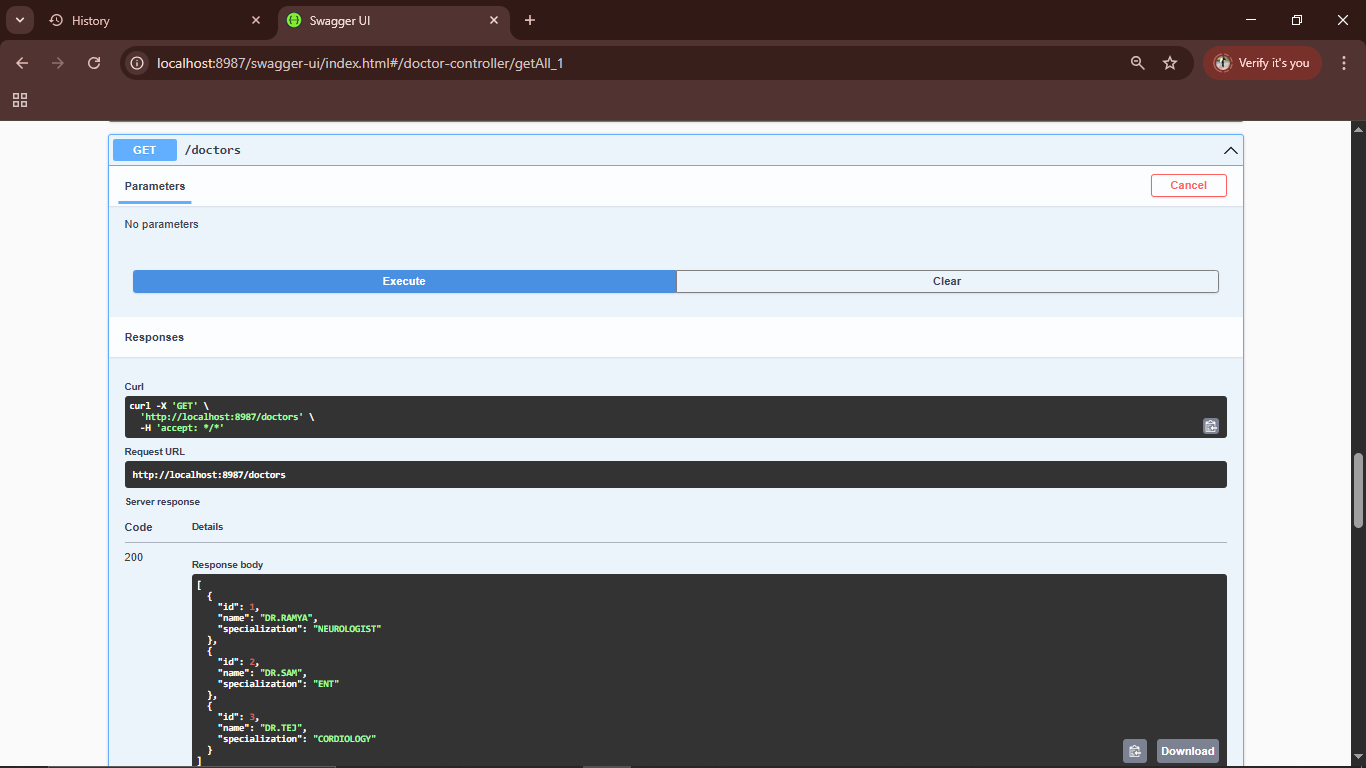 History
Swagger UI
localhost:8987/swagger-ui/index.html#/doctor-controller/getAll_1
Verify it's you
GET /doctors
Parameters
Cancel
No parameters
Execute
Clear
Responses
Curl
curl -X 'GET' \
'http://localhost:8987/doctors' \
-H 'accept: */*'
Request URL
http://localhost:8987/doctors
Server response
Code Details
200
Response body
[
{
"id": 1,
"name": "DR.RAMYA",
"specialization": "NEUROLOGIST"
},
{
"id": 2,
"name": "DR.SAM",
"specialization": "ENT"
},
{
"id": 3,
"name": "DR.TEJ",
"specialization": "CORDIOLOGY"
}
]
Download